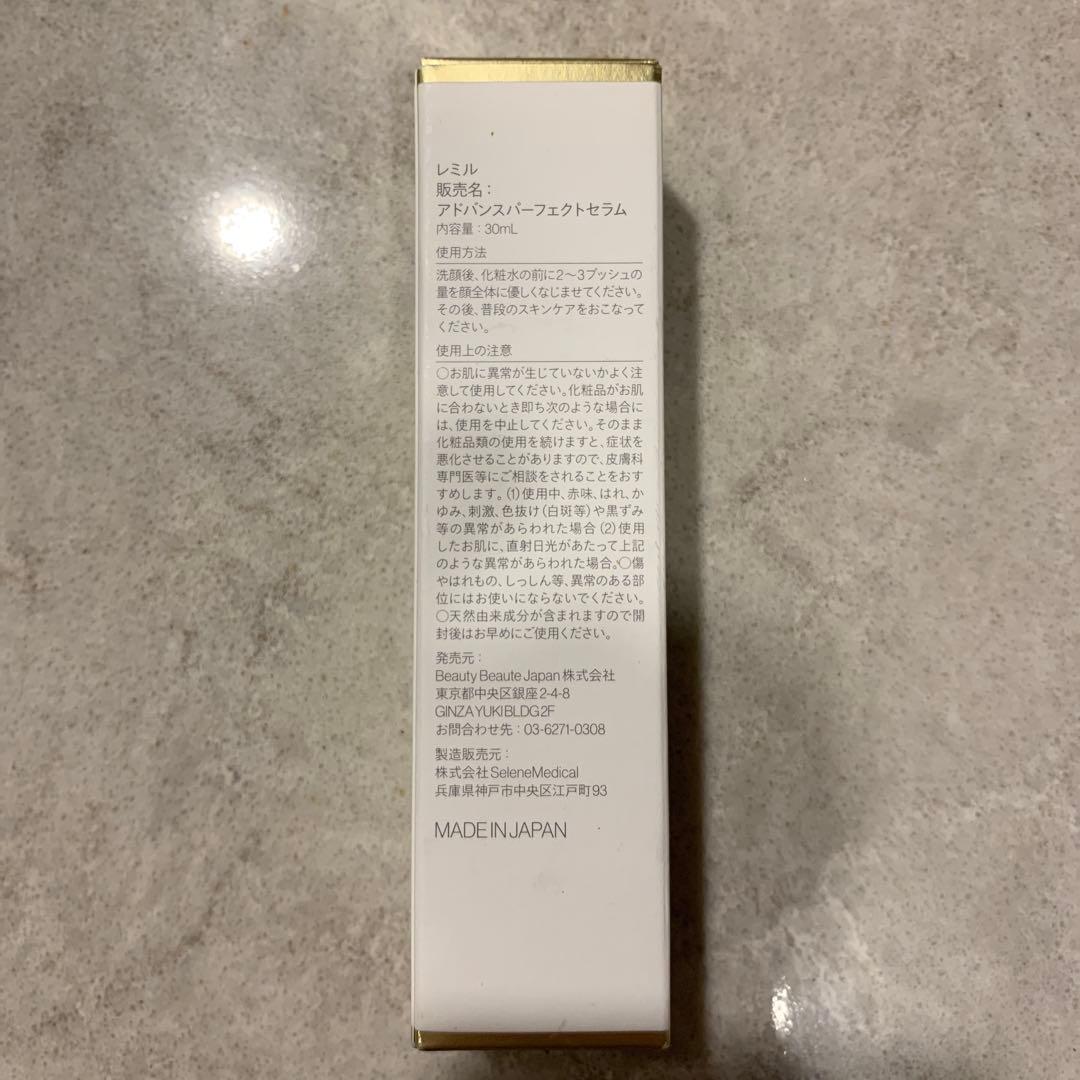 レミル
販売名：
アドバンスパーフェクトセラム
内容量：30mL
使用方法
洗顔後、化粧水の前に2〜3プッシュの
量を顔全体に優しくなじませてください。
その後、普段のスキンケアをおこなって
ください。
使用上の注意
○お肌に異常が生じていないかよく注
意して使用してください。化粧品がお肌
に合わないとき即ち次のような場合に
は、使用を中止してください。そのまま
化粧品類の使用を続けますと、症状を
悪化させることがありますので、皮膚科
専門医等にご相談をされることをおす
すめします。(1)使用中、赤味、はれ、か
ゆみ、刺激、色抜け(白斑等)や黒ずみ
等の異常があらわれた場合(2)使用
したお肌に、直射日光があたって上記
のような異常があらわれた場合。○傷
やはれもの、しっしん等、異常のある部
位にはお使いにならないでください。
○天然由来成分が含まれますので開
封後はお早めにご使用ください。
発売元：
Beauty Beaute Japan 株式会社
東京都中央区銀座2-4-8
GINZA YUKI BLDG 2F
お問合わせ先：03-6271-0308
製造販売元：
株式会社SeleneMedical
兵庫県神戸市中央区江戸町93
MADE IN JAPAN